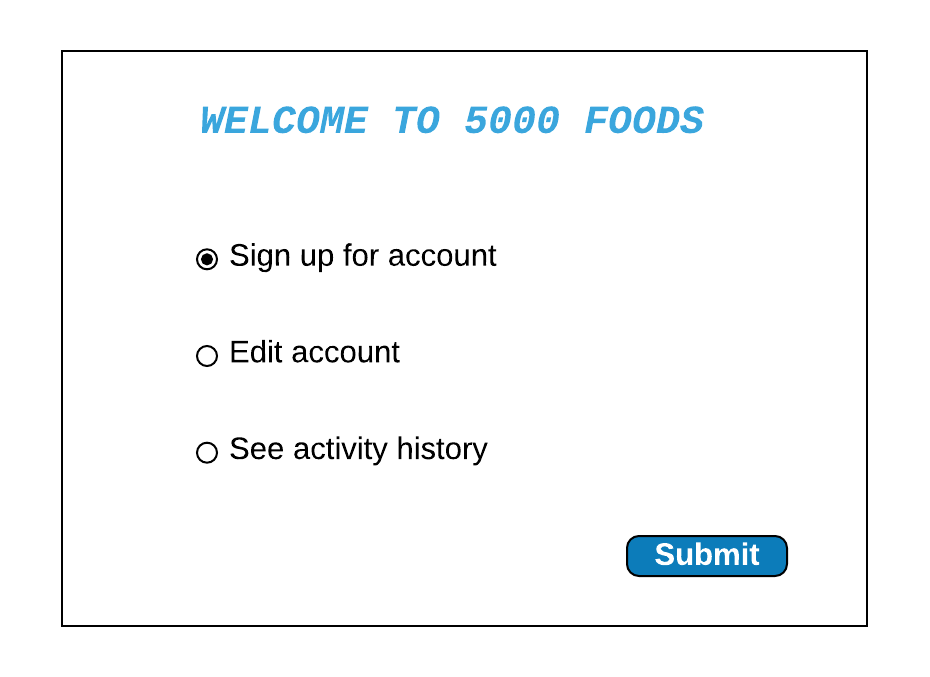 WELCOME TO 5000 FOODS
Sign up for account
Edit account
See activity history
Submit